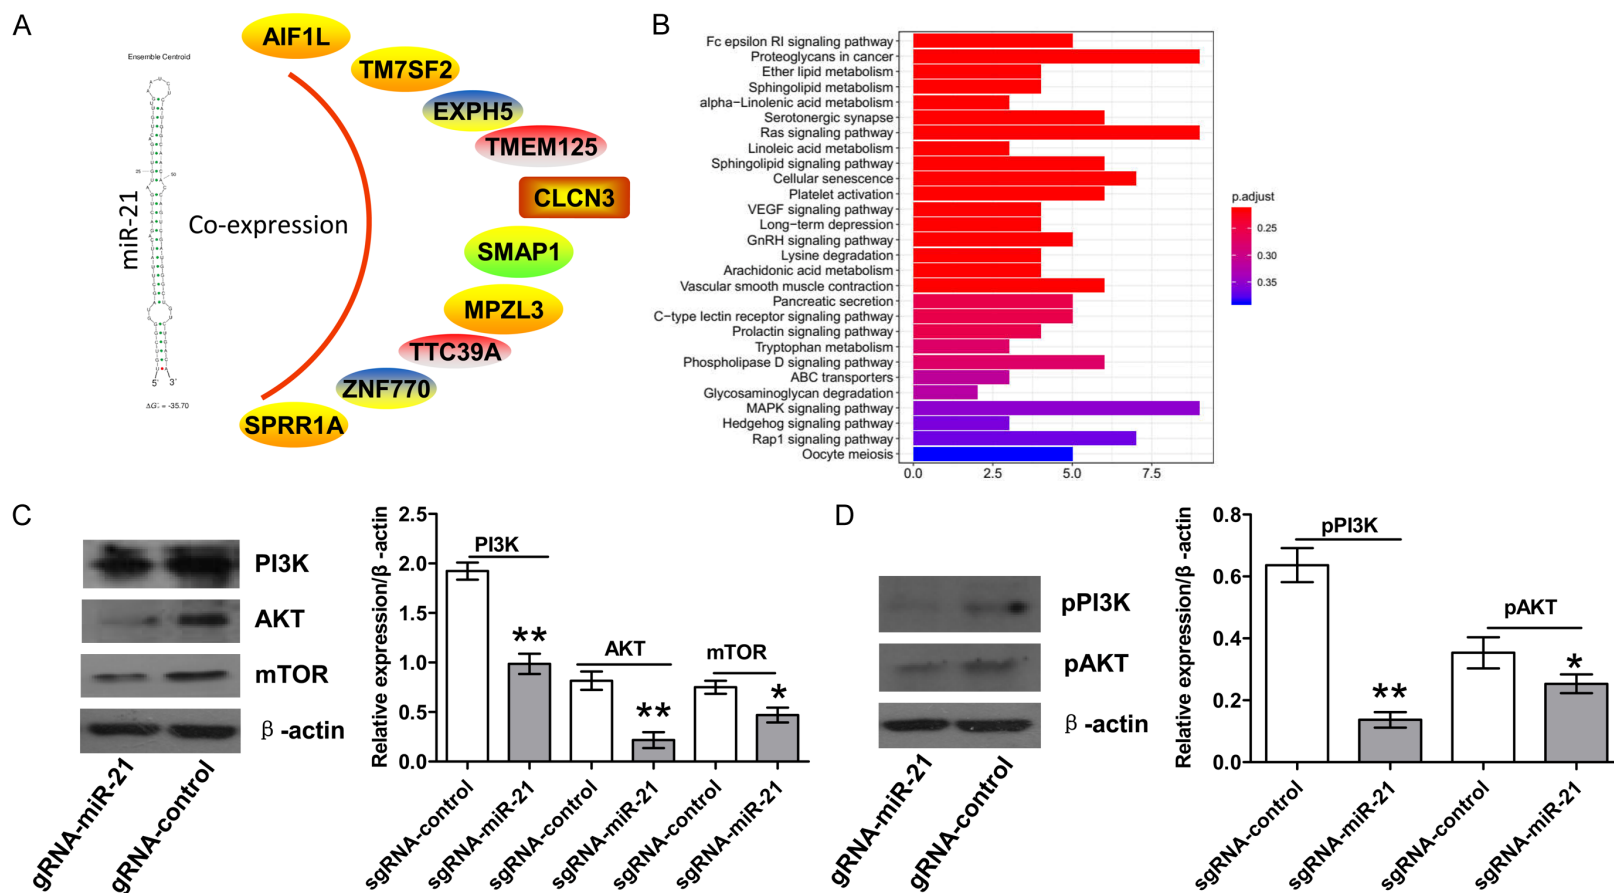 A
Ensemble Centroid
25
50
5'
3'
miR-21
Co-expression
AIF1L
TM7SF2
EXPH5
TMEM125
CLCN3
SMAP1
MPZL3
TTC39A
ZNF770
SPRR1A
B
Fc epsilon RI signaling pathway
Proteoglycans in cancer
Ether lipid metabolism
Sphingolipid metabolism
alpha−Linolenic acid metabolism
Serotonergic synapse
Ras signaling pathway
Linoleic acid metabolism
Sphingolipid signaling pathway
Cellular senescence
Platelet activation
VEGF signaling pathway
Long−term depression
GnRH signaling pathway
Lysine degradation
Arachidonic acid metabolism
Vascular smooth muscle contraction
Pancreatic secretion
C−type lectin receptor signaling pathway
Prolactin signaling pathway
Tryptophan metabolism
Phospholipase D signaling pathway
ABC transporters
Glycosaminoglycan degradation
MAPK signaling pathway
Hedgehog signaling pathway
Rap1 signaling pathway
Oocyte meiosis
0.0 2.5 5.0 7.5
p.adjust
0.25
0.30
0.35
C
PI3K
AKT
mTOR
β-actin
gRNA-miR-21
gRNA-control
Relative expression/β-actin
2.5
2.0
1.5
1.0
0.5
0.0
PI3K
**
AKT
**
mTOR
*
sgRNA-control
sgRNA-miR-21
sgRNA-control
sgRNA-miR-21
sgRNA-control
sgRNA-miR-21
D
pPI3K
pAKT
β-actin
gRNA-miR-21
gRNA-control
Relative expression/β-actin
0.8
0.6
0.4
0.2
0.0
pPI3K
**
pAKT
*
sgRNA-control
sgRNA-miR-21
sgRNA-control
sgRNA-miR-21